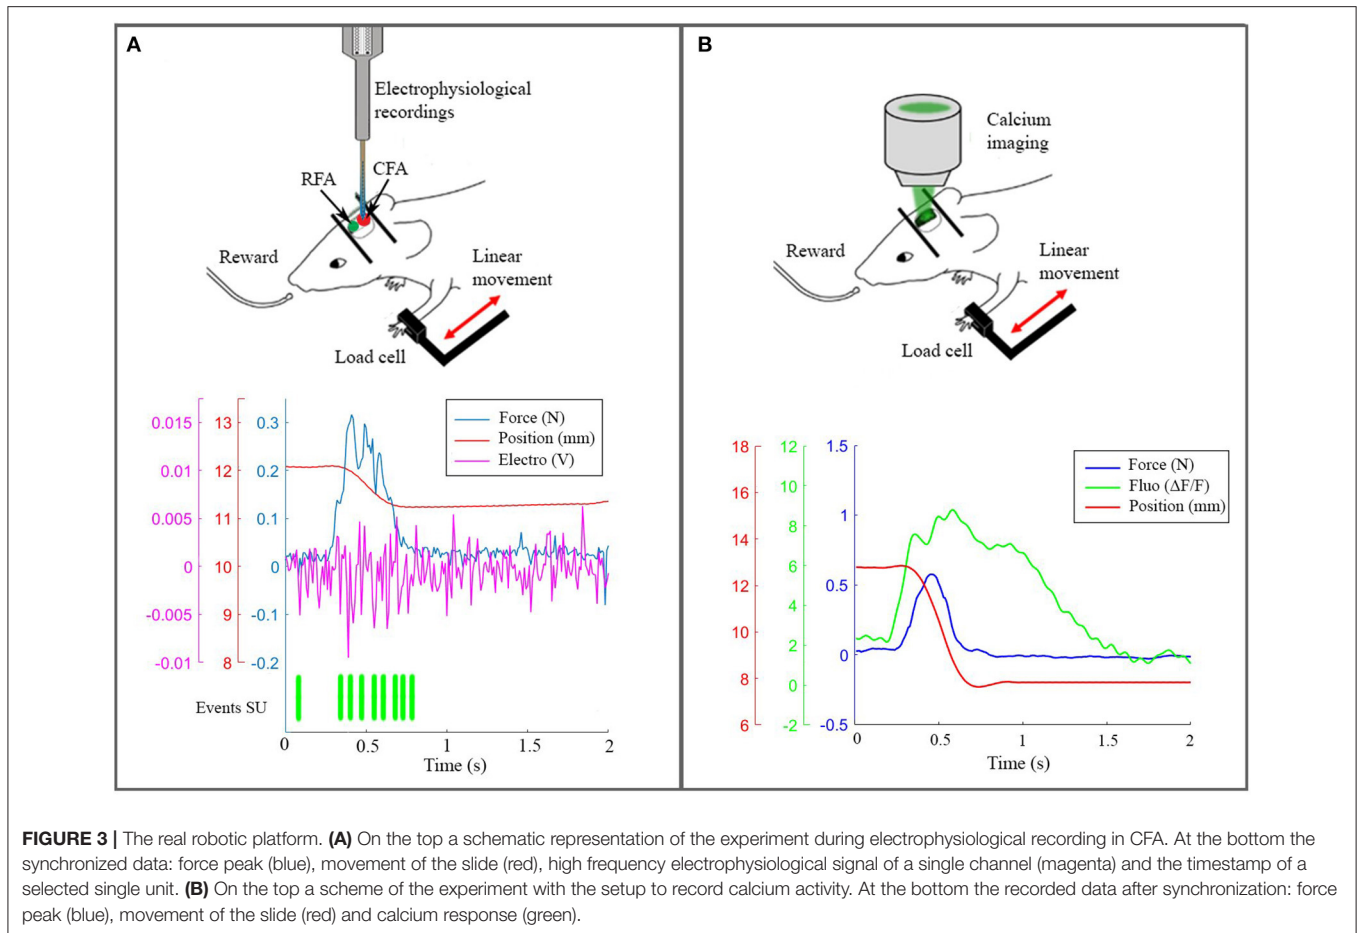 A
Electrophysiological
recordings
RFA
CFA
Reward
Linear
movement
Load cell
Force (N)
Position (mm)
Electro (V)
0.015
0.01
0.005
0
-0.005
-0.01
13
12
11
10
9
8
0.3
0.2
0.1
0
-0.1
-0.2
Events SU
0 0.5 1 1.5 2
Time (s)
B
Calcium
imaging
Reward
Linear
movement
Load cell
Force (N)
Fluo (ΔF/F)
Position (mm)
18
16
14
12
10
8
6
12
10
8
6
4
2
0
-2
1.5
1
0.5
0
-0.5
0 0.5 1 1.5 2
Time (s)
FIGURE 3 | The real robotic platform. (A) On the top a schematic representation of the experiment during electrophysiological recording in CFA. At the bottom the
synchronized data: force peak (blue), movement of the slide (red), high frequency electrophysiological signal of a single channel (magenta) and the timestamp of a
selected single unit. (B) On the top a scheme of the experiment with the setup to record calcium activity. At the bottom the recorded data after synchronization: force
peak (blue), movement of the slide (red) and calcium response (green).